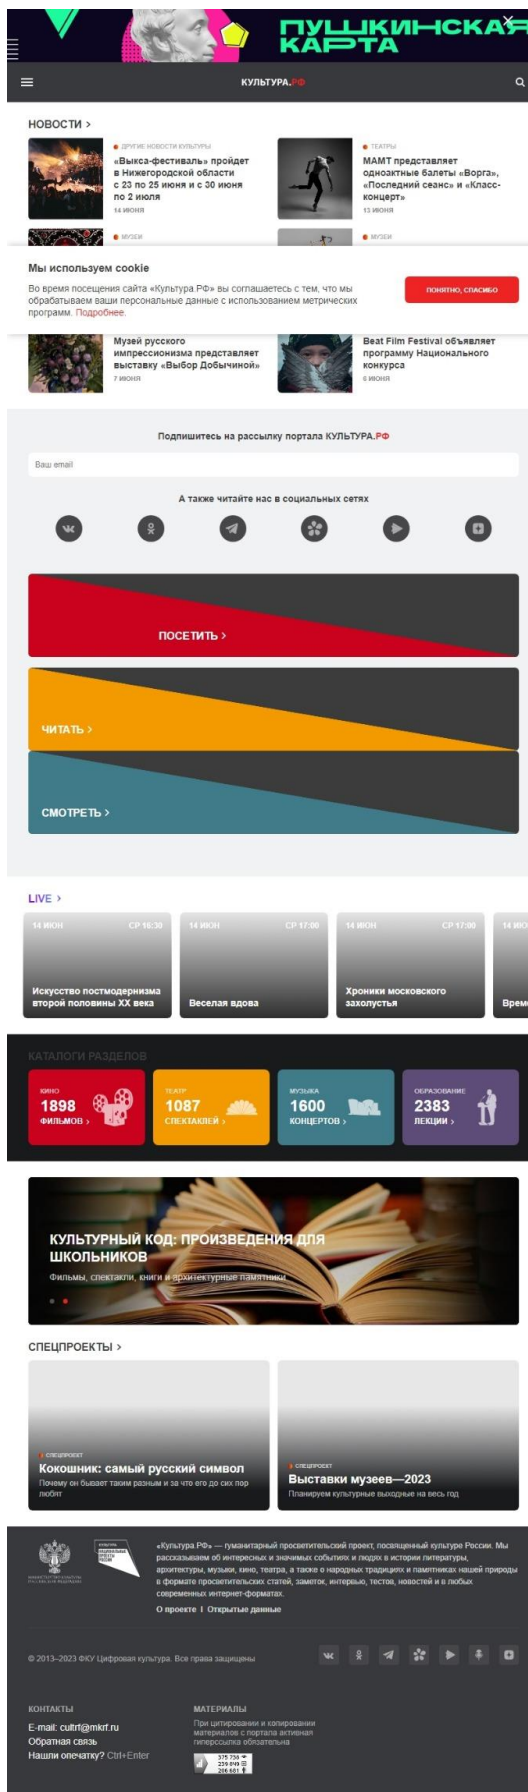 ПУШКИНСКАЯ
КАРТА
КУЛЬТУРА.РФ
НОВОСТИ >
ДРУГИЕ НОВОСТИ КУЛЬТУРЫ
«Выкса-фестиваль» пройдет
в Нижегородской области
с 23 по 25 июня и с 30 июня
по 2 июля
14 ИЮНЯ
ТЕАТРЫ
МАМТ представляет
одноактные балеты «Ворга»,
«Последний сеанс» и «Класс-
концерт»
13 ИЮНЯ
МУЗЕИ
МУЗЕИ
Мы используем cookie
Во время посещения сайта «Культура.РФ» вы соглашаетесь с тем, что мы
обрабатываем ваши персональные данные с использованием метрических
программ. Подробнее.
ПОНЯТНО, СПАСИБО
Музей русского
импрессионизма представляет
выставку «Выбор Добычиной»
7 ИЮНЯ
Beat Film Festival объявляет
программу Национального
конкурса
6 ИЮНЯ
Подпишитесь на рассылку портала КУЛЬТУРА.РФ
Ваш email
А также читайте нас в социальных сетях
ПОСЕТИТЬ >
ЧИТАТЬ >
СМОТРЕТЬ >
LIVE >
14 ИЮН СР 16:30
Искусство постмодернизма
второй половины XX века
14 ИЮН СР 17:00
Веселая вдова
14 ИЮН СР 17:00
Хроники московского
захолустья
14 ИЮ
Врем
КАТАЛОГИ РАЗДЕЛОВ
КИНО
1898
ФИЛЬМОВ >
ТЕАТР
1087
СПЕКТАКЛЕЙ >
МУЗЫКА
1600
КОНЦЕРТОВ >
ОБРАЗОВАНИЕ
2383
ЛЕКЦИИ >
КУЛЬТУРНЫЙ КОД: ПРОИЗВЕДЕНИЯ ДЛЯ
ШКОЛЬНИКОВ
Фильмы, спектакли, книги и архитектурные памятники
СПЕЦПРОЕКТЫ >
СПЕЦПРОЕКТ
Кокошник: самый русский символ
Почему он бывает таким разным и за что его до сих пор
любят
СПЕЦПРОЕКТ
Выставки музеев—2023
Планируем культурные выходные на весь год
МИНИСТЕРСТВО КУЛЬТУРЫ
РОССИЙСКОЙ ФЕДЕРАЦИИ
КУЛЬТУРА
НАЦИОНАЛЬНЫЕ
ПРОЕКТЫ
РОССИИ
«Культура.РФ» — гуманитарный просветительский проект, посвященный культуре России. Мы
рассказываем об интересных и значимых событиях и людях в истории литературы,
архитектуры, музыки, кино, театра, а также о народных традициях и памятниках нашей природы
в формате просветительских статей, заметок, интервью, тестов, новостей и в любых
современных интернет-форматах.
О проекте | Открытые данные
© 2013–2023 ФКУ Цифровая культура. Все права защищены
КОНТАКТЫ
E-mail: cultrf@mkrf.ru
Обратная связь
Нашли опечатку? Ctrl+Enter
МАТЕРИАЛЫ
При цитировании и копировании
материалов с портала активная
гиперссылка обязательна